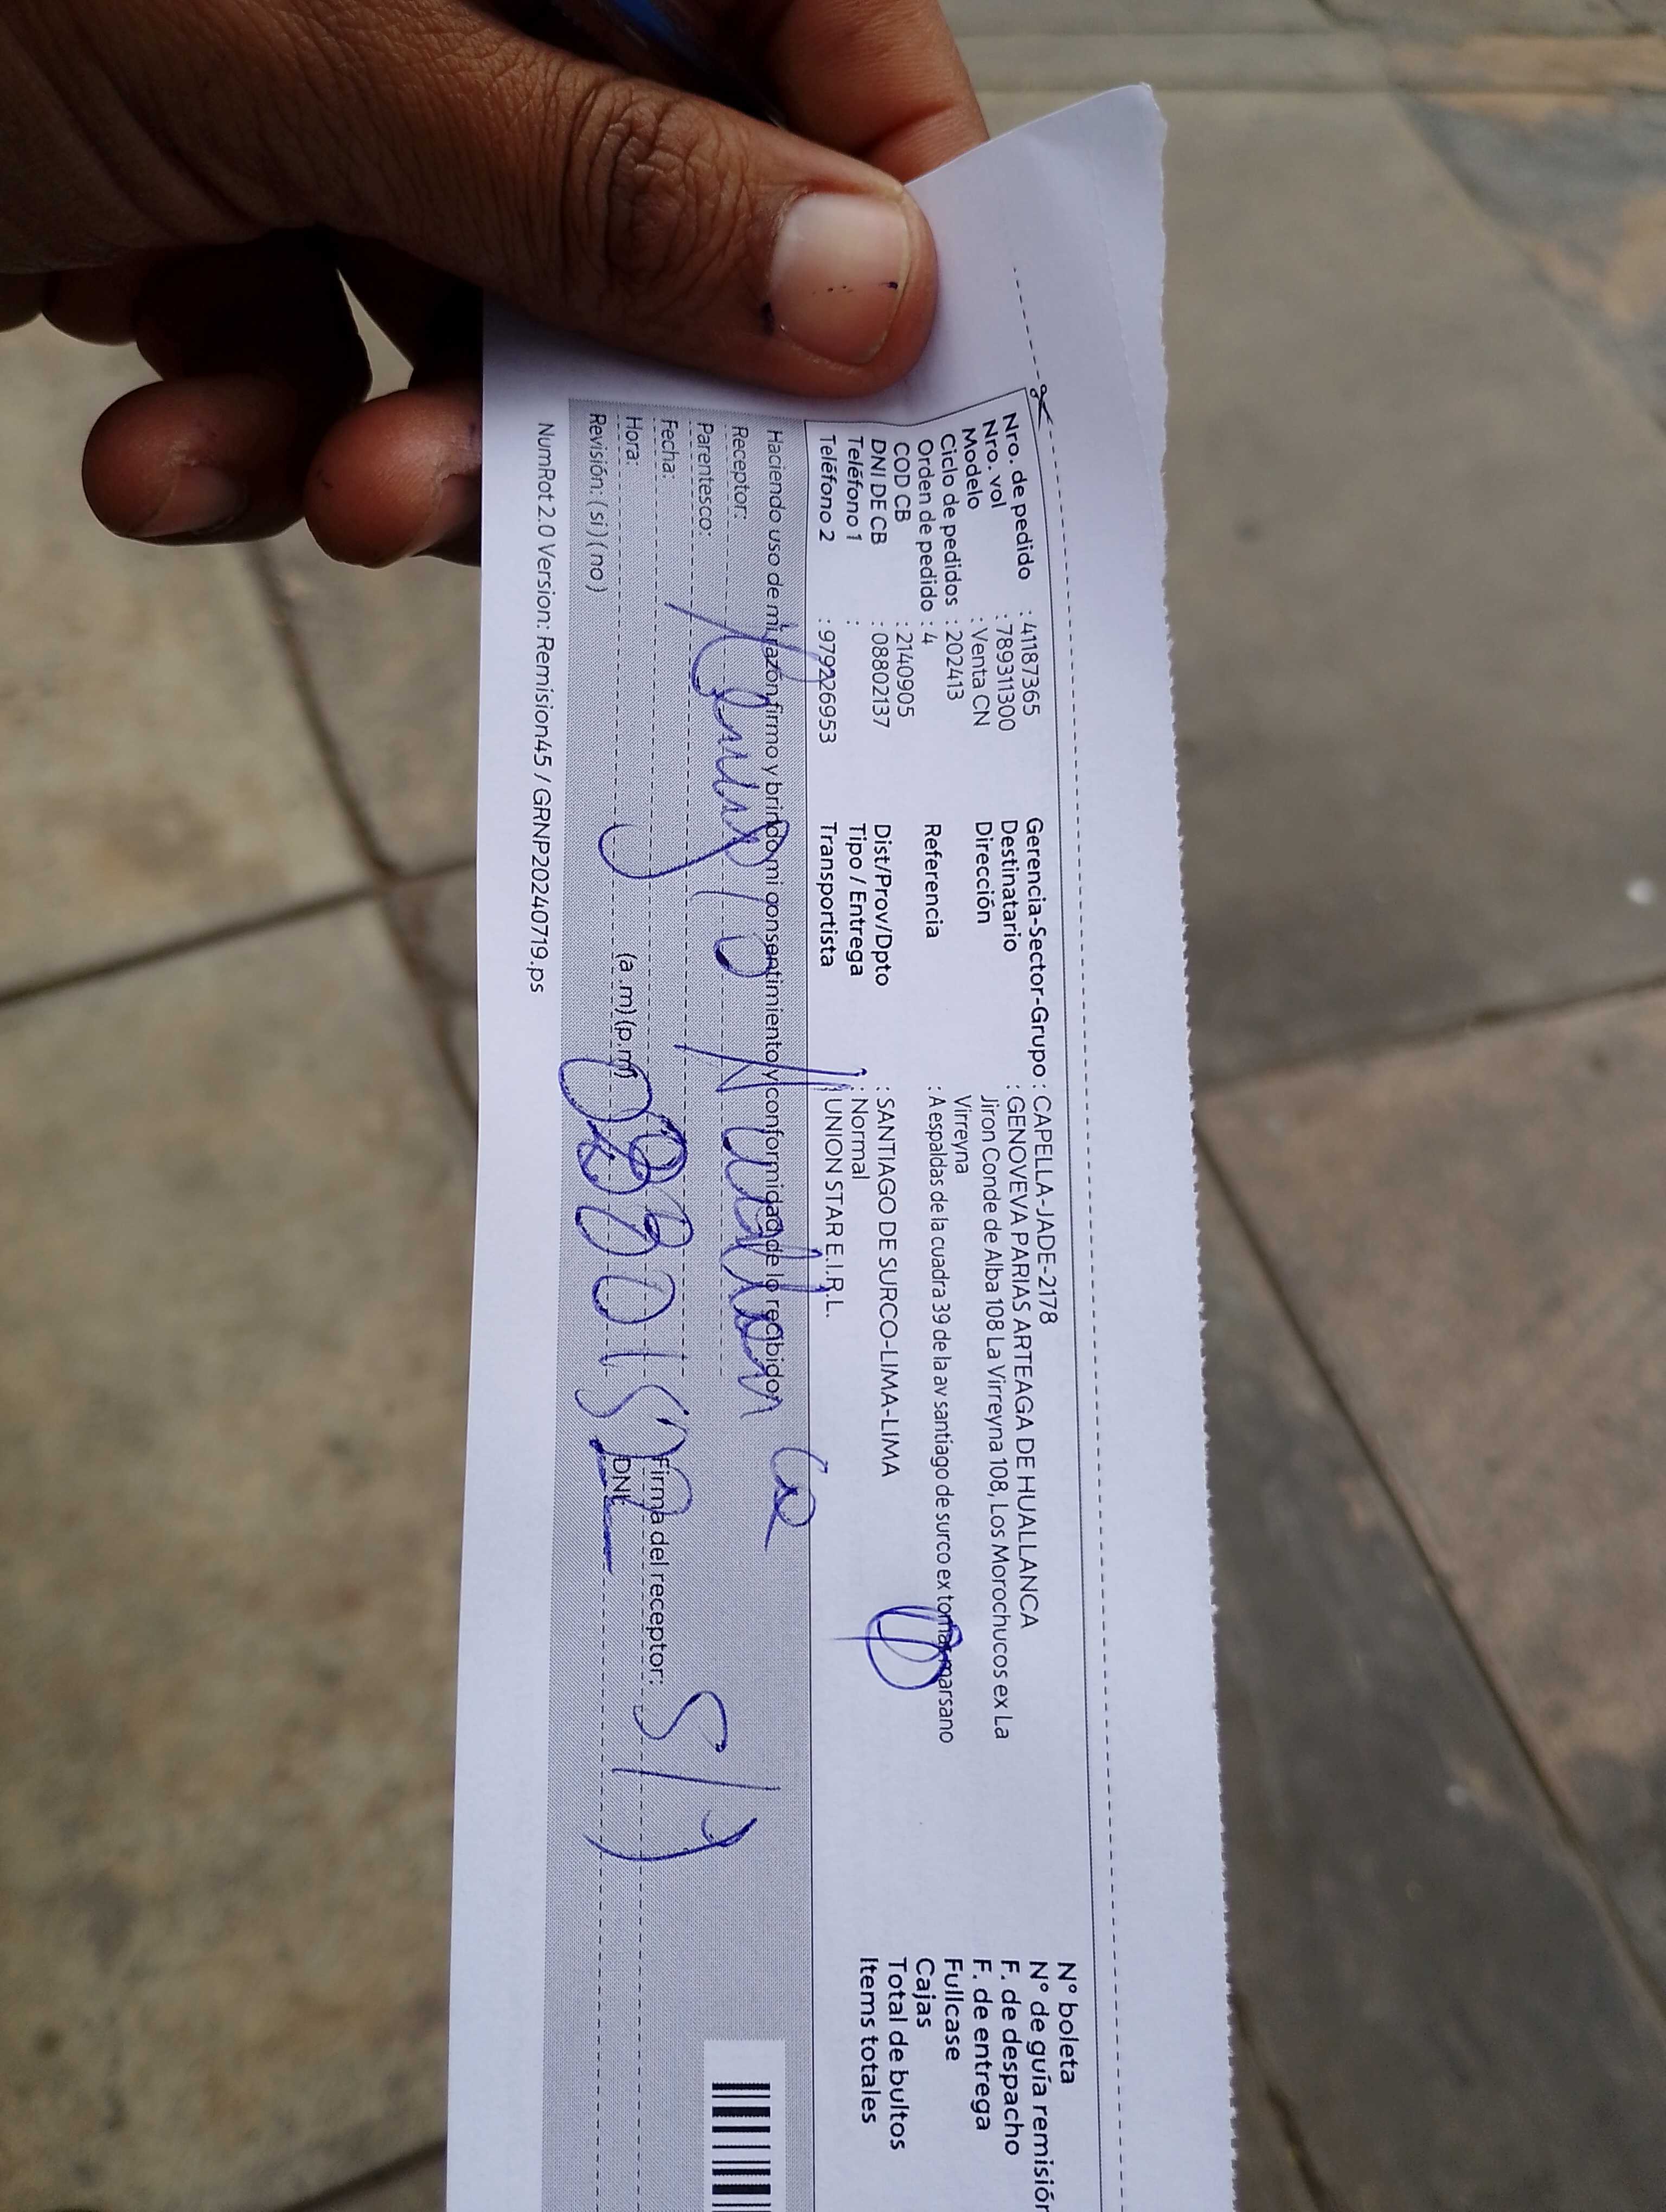 Nro. de pedido : 41187365
Nro. vol : 789311300
Modelo : Venta CN
Ciclo de pedidos : 202413
Orden de pedido : 4
COD CB : 2140905
DNI DE CB : 08802137
Teléfono 1 :
Teléfono 2 : 979226953
Gerencia-Sector-Grupo : CAPELLA-JADE-2178
Destinatario : GENOVEVA PARIAS ARTEAGA DE HUALLANCA
Dirección Jiron Conde de Alba 108 La Virreyna 108, Los Morochucos ex La
Virreyna
Referencia : A espaldas de la cuadra 39 de la av santiago de surco ex tomas marsano
Dist/Prov/Dpto : SANTIAGO DE SURCO-LIMA-LIMA
Tipo / Entrega : Normal
Transportista : UNION STAR E.I.R.L.
N° boleta
N° de guía remisión
F. de despacho
F. de entrega
Fullcase
Cajas
Total de bultos
Items totales
Haciendo uso de mi razón, firmo y brindo mi consentimiento y conformidad de lo recibido
Receptor:
Parentesco:
Fecha:
Hora: (a.m) (p.m)
Revisión: (si) (no)
Firma del receptor:
DNI:
NumRot 2.0 Version: Remision45 / GRNP20240719.ps